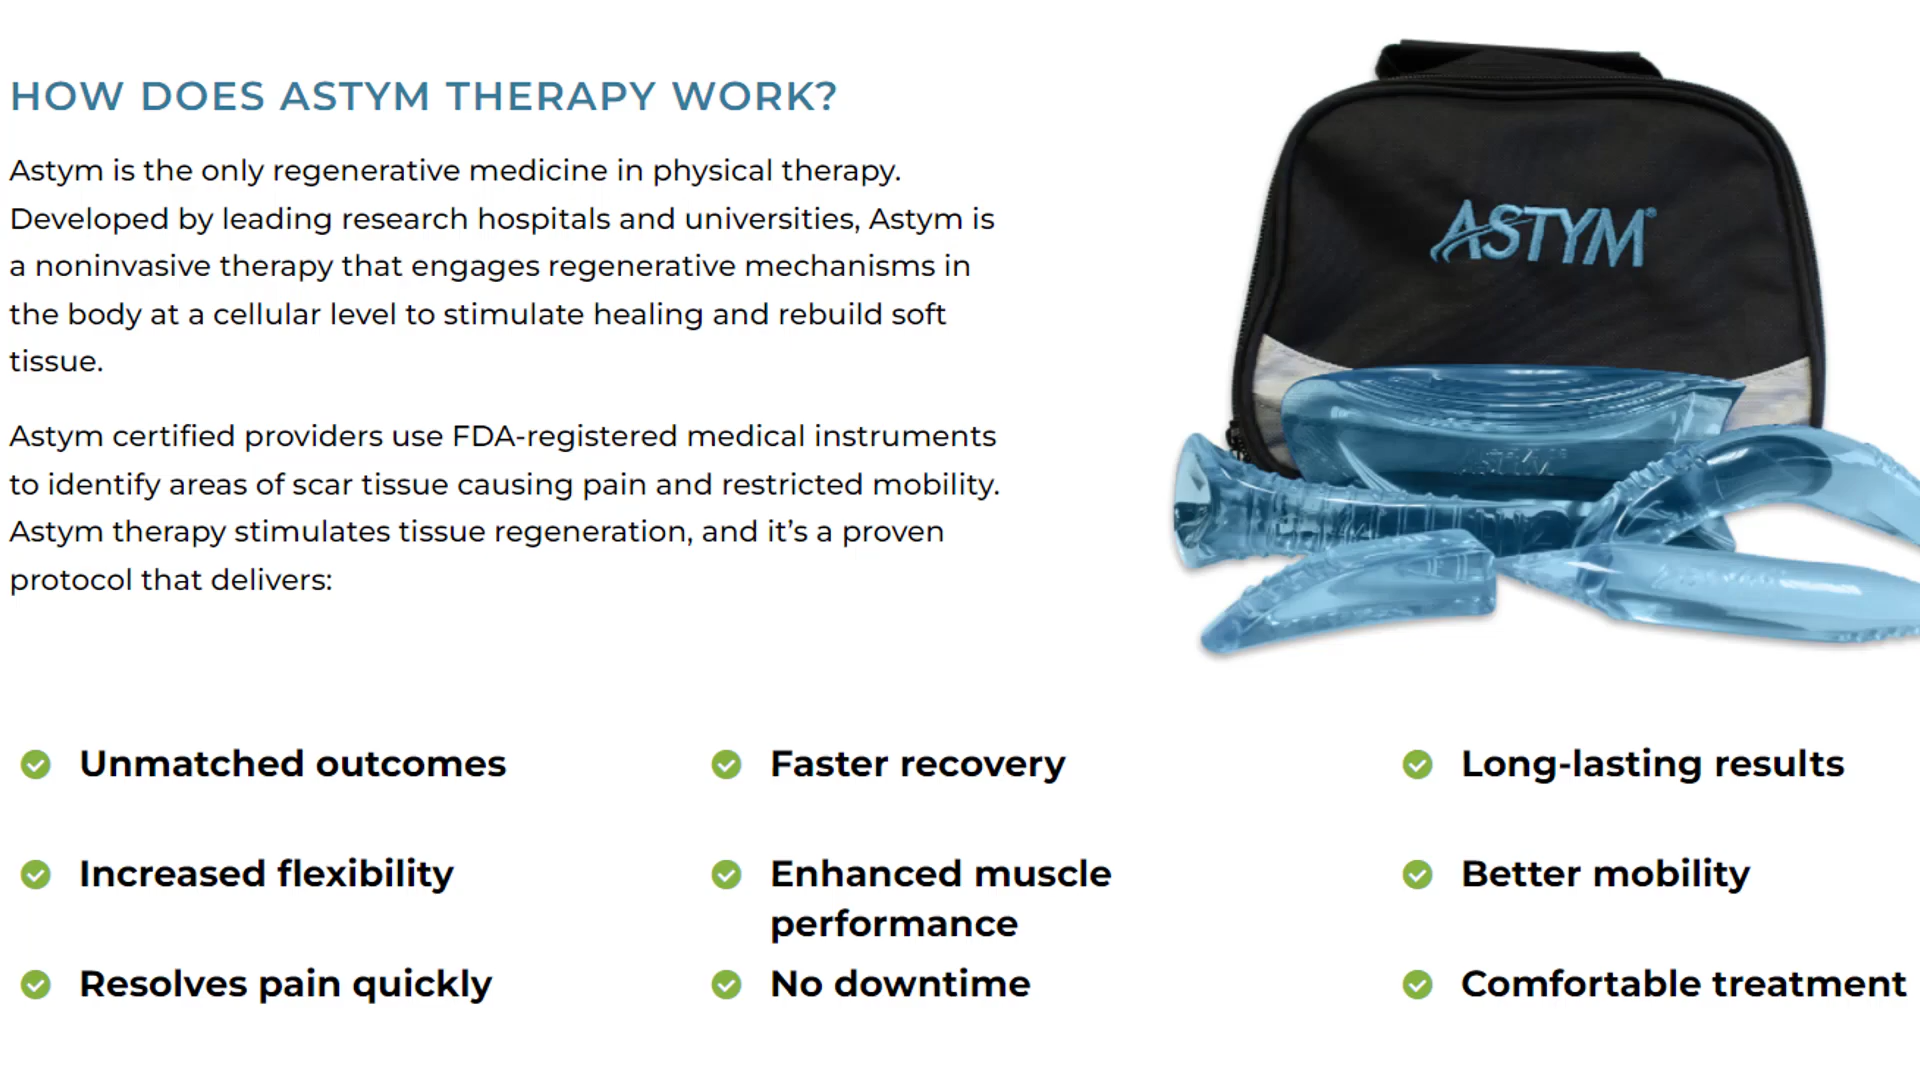 HOW DOES ASTYM THERAPY WORK?
Astym is the only regenerative medicine in physical therapy.
Developed by leading research hospitals and universities, Astym is
a noninvasive therapy that engages regenerative mechanisms in
the body at a cellular level to stimulate healing and rebuild soft
tissue.
Astym certified providers use FDA-registered medical instruments
to identify areas of scar tissue causing pain and restricted mobility.
Astym therapy stimulates tissue regeneration, and it’s a proven
protocol that delivers:
ASTYM®
ASTYM
Unmatched outcomes
Faster recovery
Long-lasting results
Increased flexibility
Enhanced muscle
performance
Better mobility
Resolves pain quickly
No downtime
Comfortable treatment